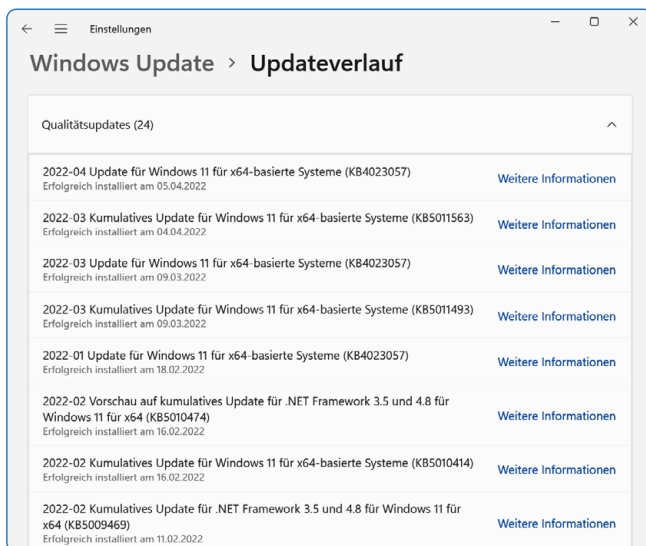 Einstellungen
Windows Update > Updateverlauf
Qualitätsupdates (24)
2022-04 Update für Windows 11 für x64-basierte Systeme (KB4023057)
Erfolgreich installiert am 05.04.2022
Weitere Informationen
2022-03 Kumulatives Update für Windows 11 für x64-basierte Systeme (KB5011563)
Erfolgreich installiert am 04.04.2022
Weitere Informationen
2022-03 Update für Windows 11 für x64-basierte Systeme (KB4023057)
Erfolgreich installiert am 09.03.2022
Weitere Informationen
2022-03 Kumulatives Update für Windows 11 für x64-basierte Systeme (KB5011493)
Erfolgreich installiert am 09.03.2022
Weitere Informationen
2022-01 Update für Windows 11 für x64-basierte Systeme (KB4023057)
Erfolgreich installiert am 18.02.2022
Weitere Informationen
2022-02 Vorschau auf kumulatives Update für .NET Framework 3.5 und 4.8 für
Windows 11 für x64 (KB5010474)
Erfolgreich installiert am 16.02.2022
Weitere Informationen
2022-02 Kumulatives Update für Windows 11 für x64-basierte Systeme (KB5010414)
Erfolgreich installiert am 16.02.2022
Weitere Informationen
2022-02 Kumulatives Update für .NET Framework 3.5 und 4.8 für Windows 11 für
x64 (KB5009469)
Erfolgreich installiert am 11.02.2022
Weitere Informationen